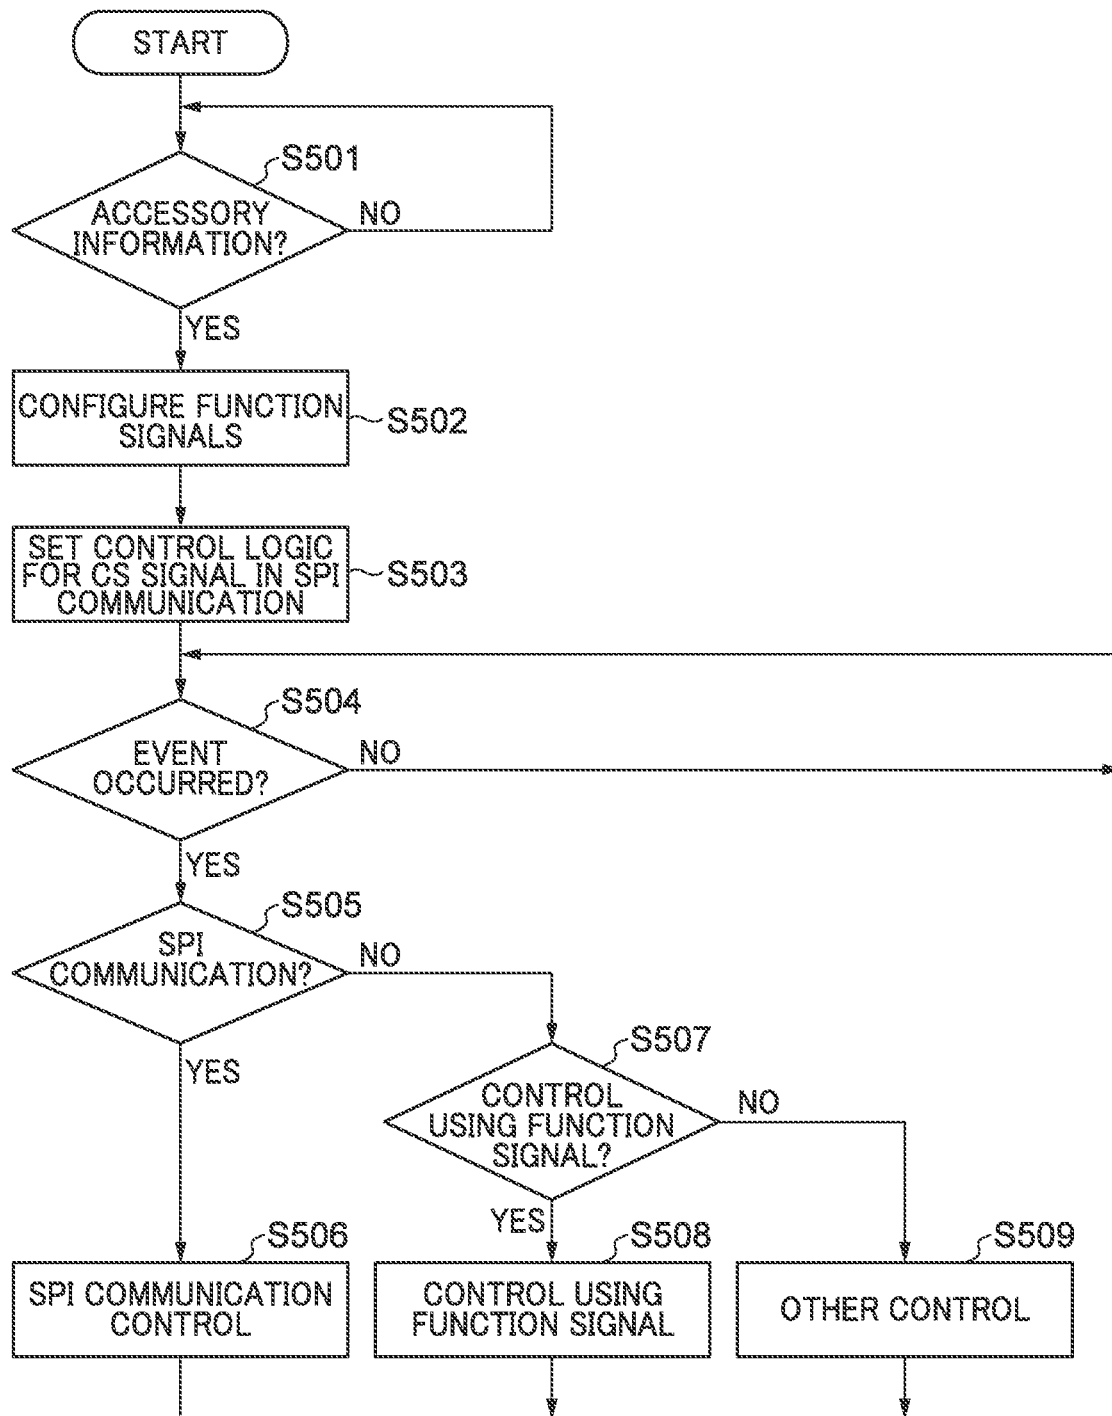 START
S501
ACCESSORY
INFORMATION?
NO
YES
CONFIGURE FUNCTION
SIGNALS
S502
SET CONTROL LOGIC
FOR CS SIGNAL IN SPI
COMMUNICATION
S503
S504
EVENT
OCCURRED?
NO
YES
S505
SPI
COMMUNICATION?
NO
YES
S507
CONTROL
USING FUNCTION
SIGNAL?
NO
YES
S506
SPI COMMUNICATION
CONTROL
S508
CONTROL USING
FUNCTION SIGNAL
S509
OTHER CONTROL